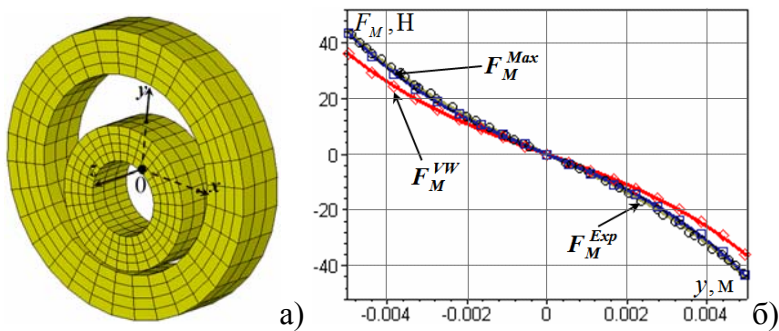 y
z
0
x
а)
F_M, Н
40
20
0
-20
-40
F_M^Max
F_M^VW
F_M^Exp
y, м
-0.004
-0.002
0
0.002
0.004
б)